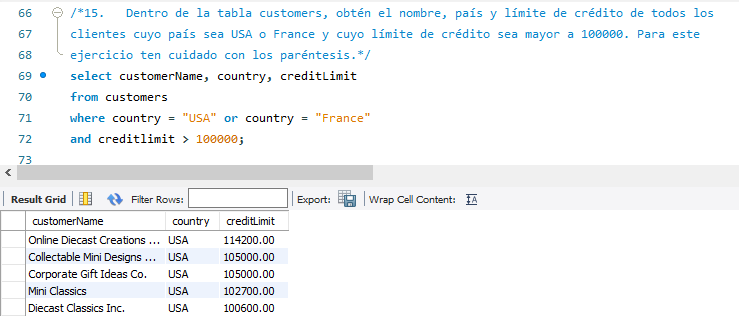 66 /*15. Dentro de la tabla customers, obtén el nombre, país y límite de crédito de todos los
67 clientes cuyo país sea USA o France y cuyo límite de crédito sea mayor a 100000. Para este
68 ejercicio ten cuidado con los paréntesis.*/
69 select customerName, country, creditLimit
70 from customers
71 where country = "USA" or country = "France"
72 and creditlimit > 100000;
73
Result Grid Filter Rows: Export: Wrap Cell Content: IA
customerName country creditLimit
Online Diecast Creations ... USA 114200.00
Collectable Mini Designs ... USA 105000.00
Corporate Gift Ideas Co. USA 105000.00
Mini Classics USA 102700.00
Diecast Classics Inc. USA 100600.00